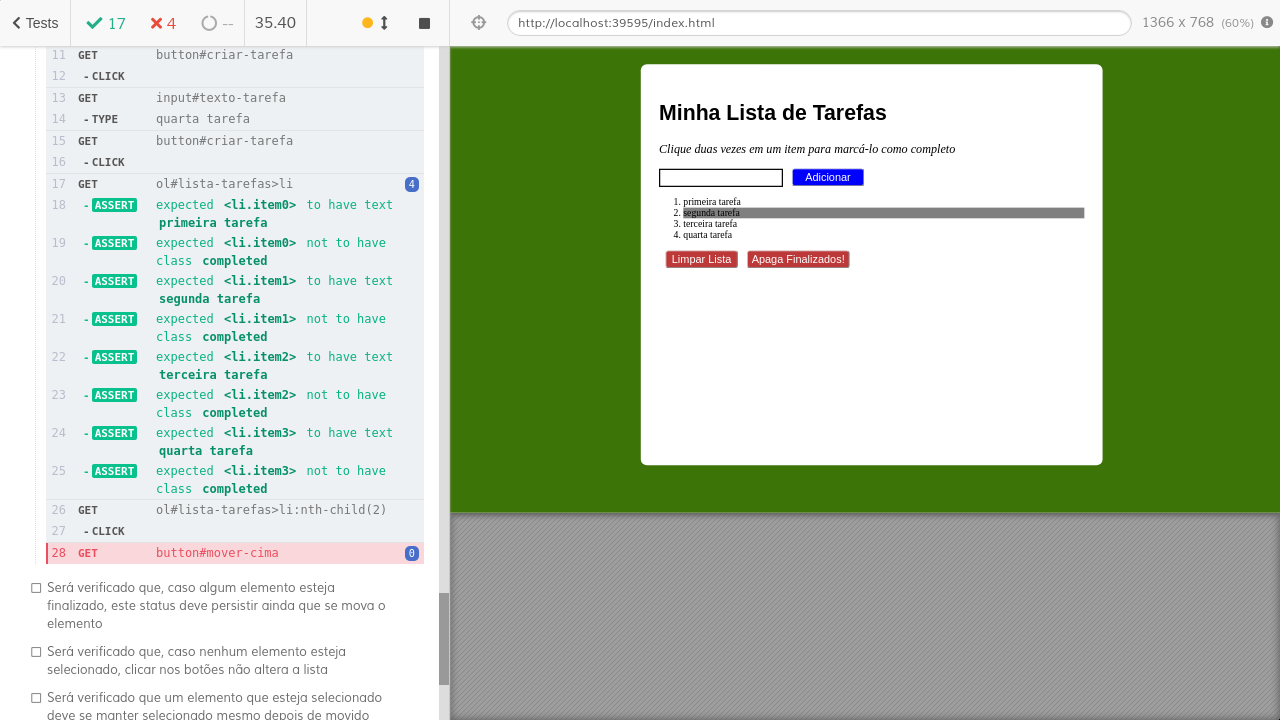 Tests
17
4
--
35.40
http://localhost:39595/index.html
1366 x 768 (60%)
11 GET button#criar-tarefa
12 -CLICK
13 GET input#texto-tarefa
14 -TYPE quarta tarefa
15 GET button#criar-tarefa
16 -CLICK
17 GET ol#lista-tarefas>li 4
18 -ASSERT expected <li.item0> to have text
primeira tarefa
19 -ASSERT expected <li.item0> not to have
class completed
20 -ASSERT expected <li.item1> to have text
segunda tarefa
21 -ASSERT expected <li.item1> not to have
class completed
22 -ASSERT expected <li.item2> to have text
terceira tarefa
23 -ASSERT expected <li.item2> not to have
class completed
24 -ASSERT expected <li.item3> to have text
quarta tarefa
25 -ASSERT expected <li.item3> not to have
class completed
26 GET ol#lista-tarefas>li:nth-child(2)
27 -CLICK
28 GET button#mover-cima 0
Será verificado que, caso algum elemento esteja
finalizado, este status deve persistir ainda que se mova o
elemento
Será verificado que, caso nenhum elemento esteja
selecionado, clicar nos botões não altera a lista
Será verificado que um elemento que esteja selecionado
deve se manter selecionado mesmo depois de movido
Minha Lista de Tarefas
Clique duas vezes em um item para marcá-lo como completo
Adicionar
1. primeira tarefa
2. segunda tarefa
3. terceira tarefa
4. quarta tarefa
Limpar Lista
Apaga Finalizados!